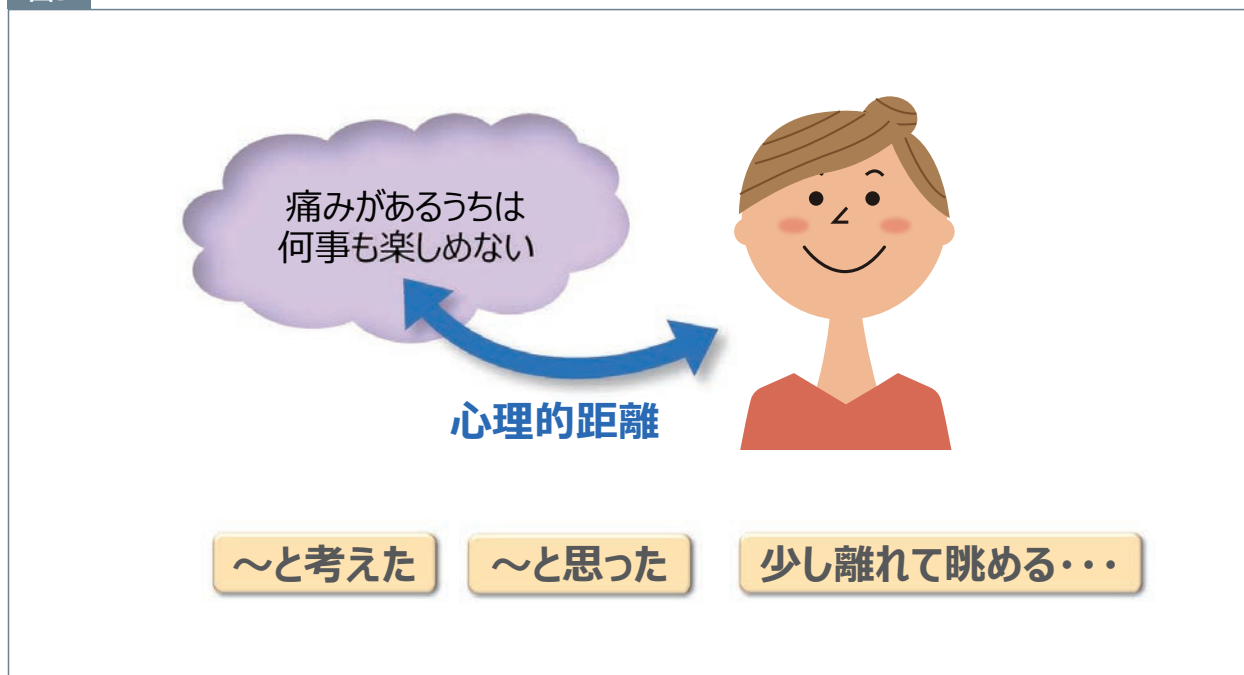 痛みがあるうちは
何事も楽しめない
心理的距離
～と考えた
～と思った
少し離れて眺める･･･